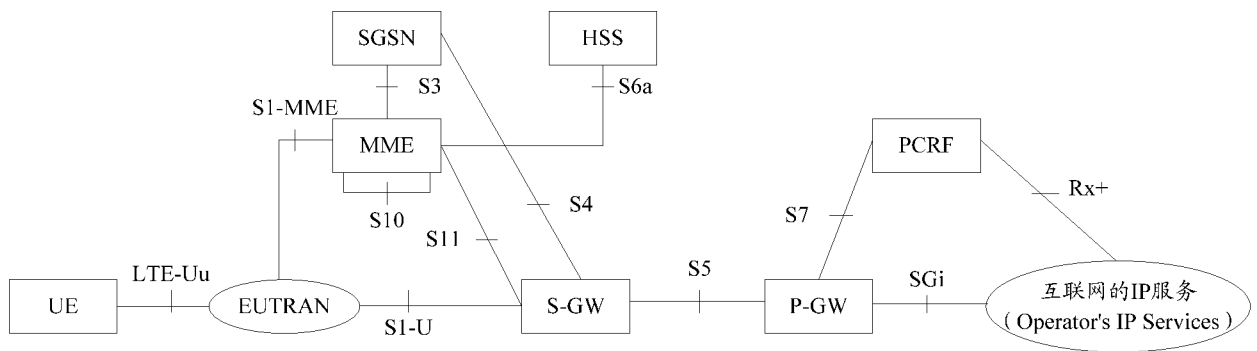 SGSN
HSS
S3
S6a
S1-MME
MME
PCRF
Rx+
S10
S4
S7
S11
LTE-Uu
S5
SGi
UE
EUTRAN
S-GW
P-GW
互联网的IP服务
（Operator's IP Services）
S1-U